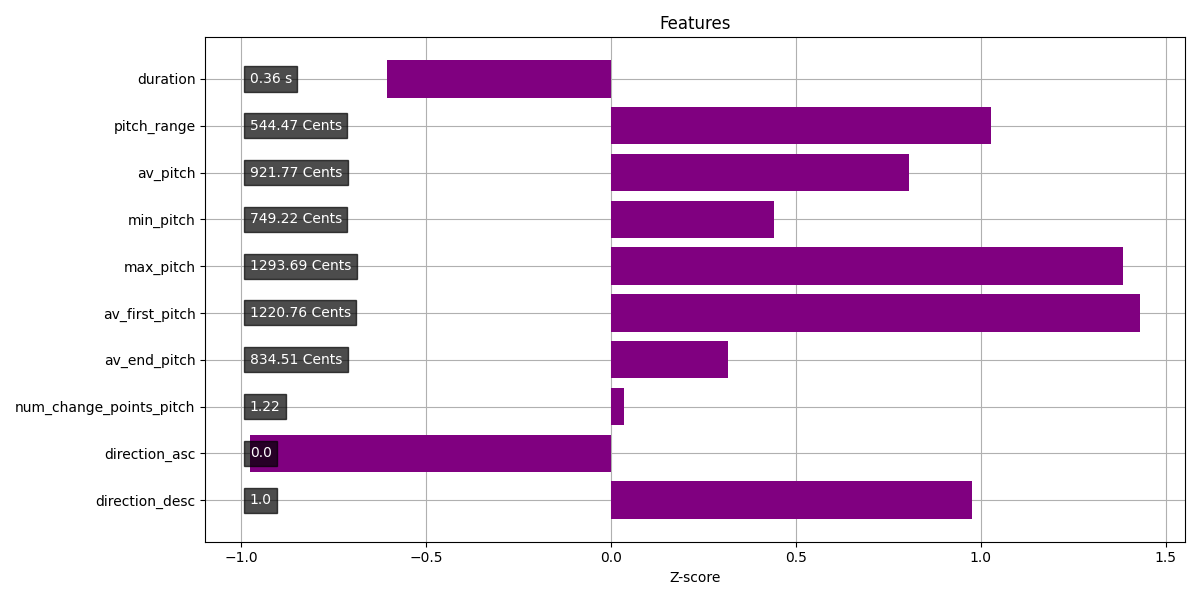 Features
duration 0.36 s
pitch_range 544.47 Cents
av_pitch 921.77 Cents
min_pitch 749.22 Cents
max_pitch 1293.69 Cents
av_first_pitch 1220.76 Cents
av_end_pitch 834.51 Cents
num_change_points_pitch 1.22
direction_asc 0.0
direction_desc 1.0
−1.0 −0.5 0.0 0.5 1.0 1.5
Z-score